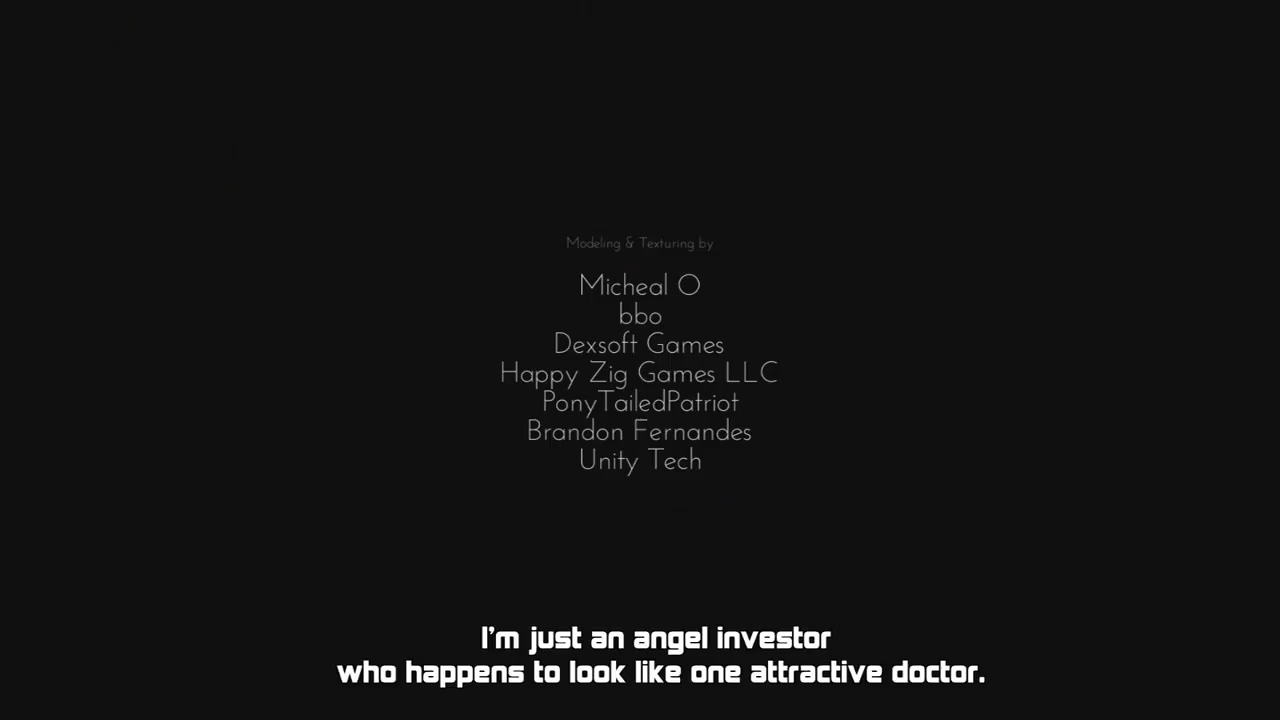 Modeling & Texturing by
Micheal O
bbo
Dexsoft Games
Happy Zig Games LLC
PonyTailedPatriot
Brandon Fernandes
Unity Tech
I'm just an angel investor
who happens to look like one attractive doctor.